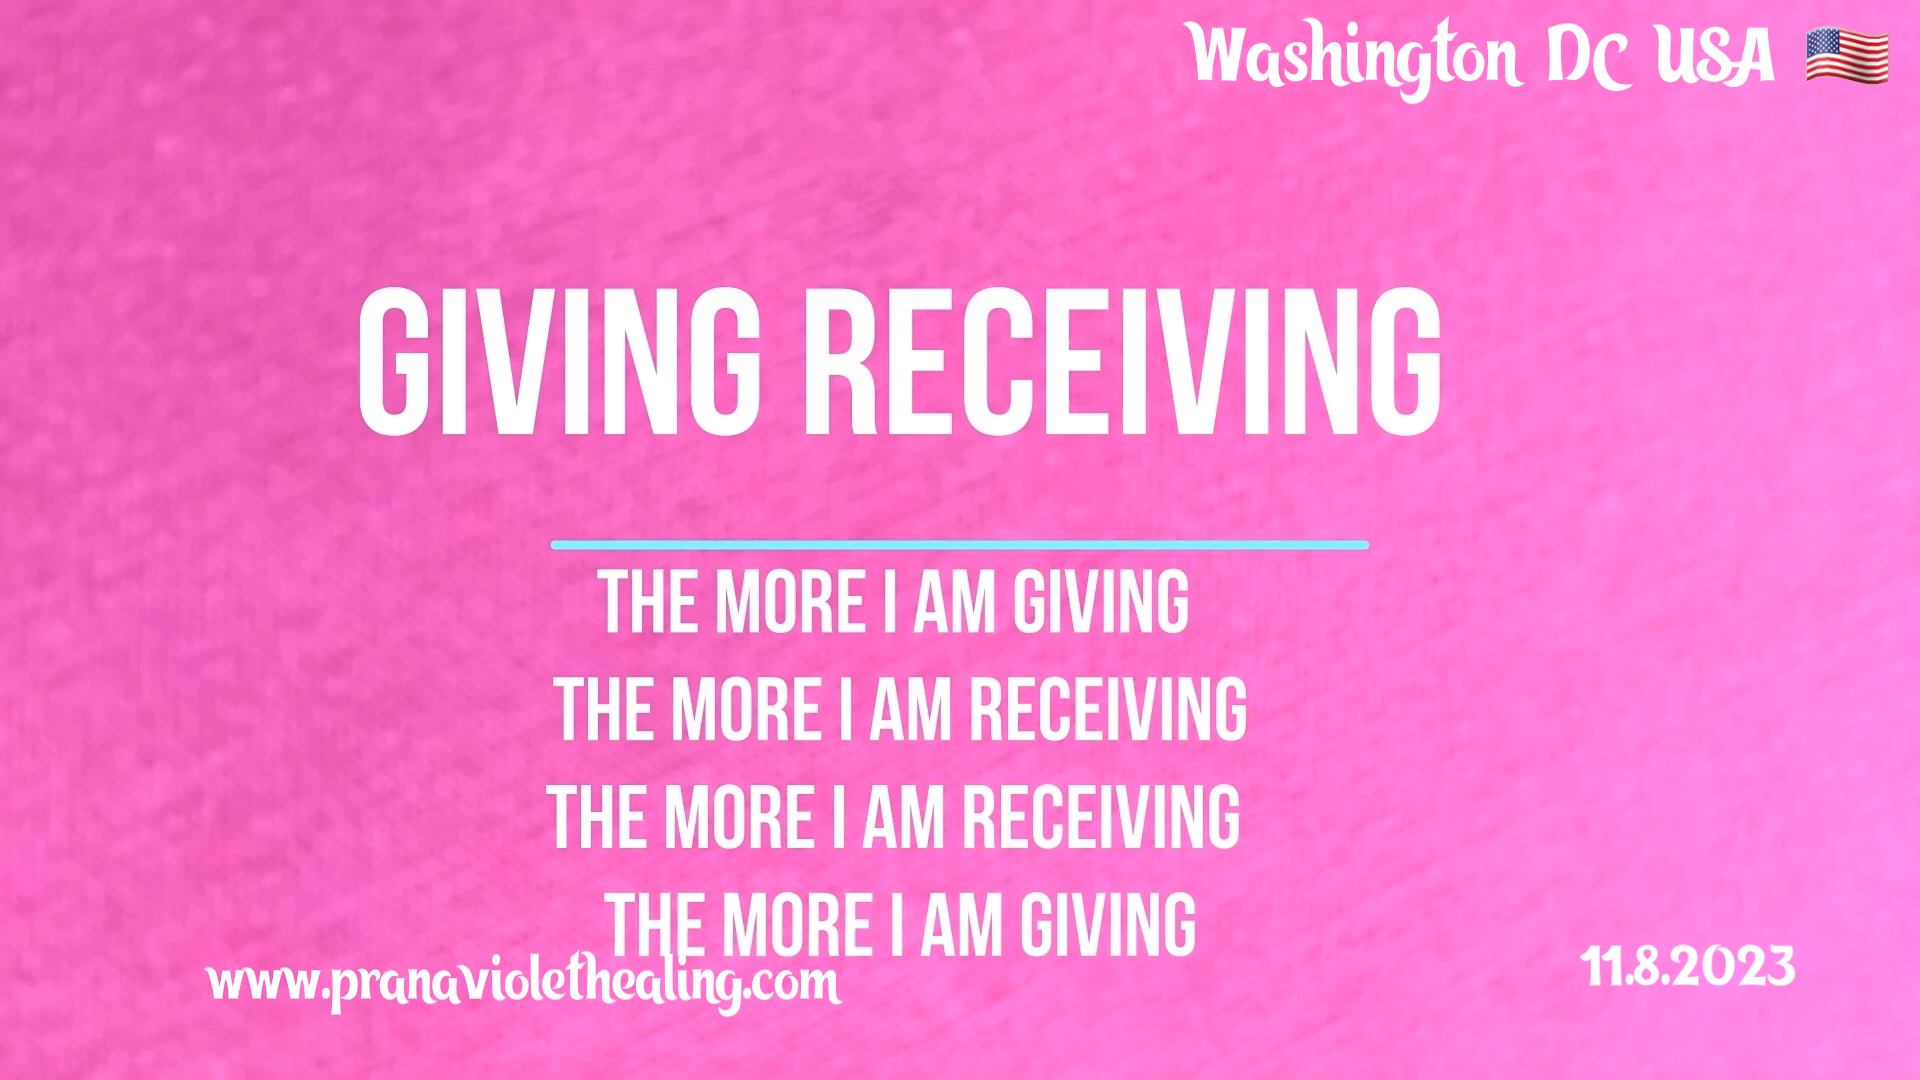 Washington DC USA 🇺🇸
GIVING RECEIVING
THE MORE I AM GIVING
THE MORE I AM RECEIVING
THE MORE I AM RECEIVING
THE MORE I AM GIVING
www.pranaviolethealing.com
11.8.2023